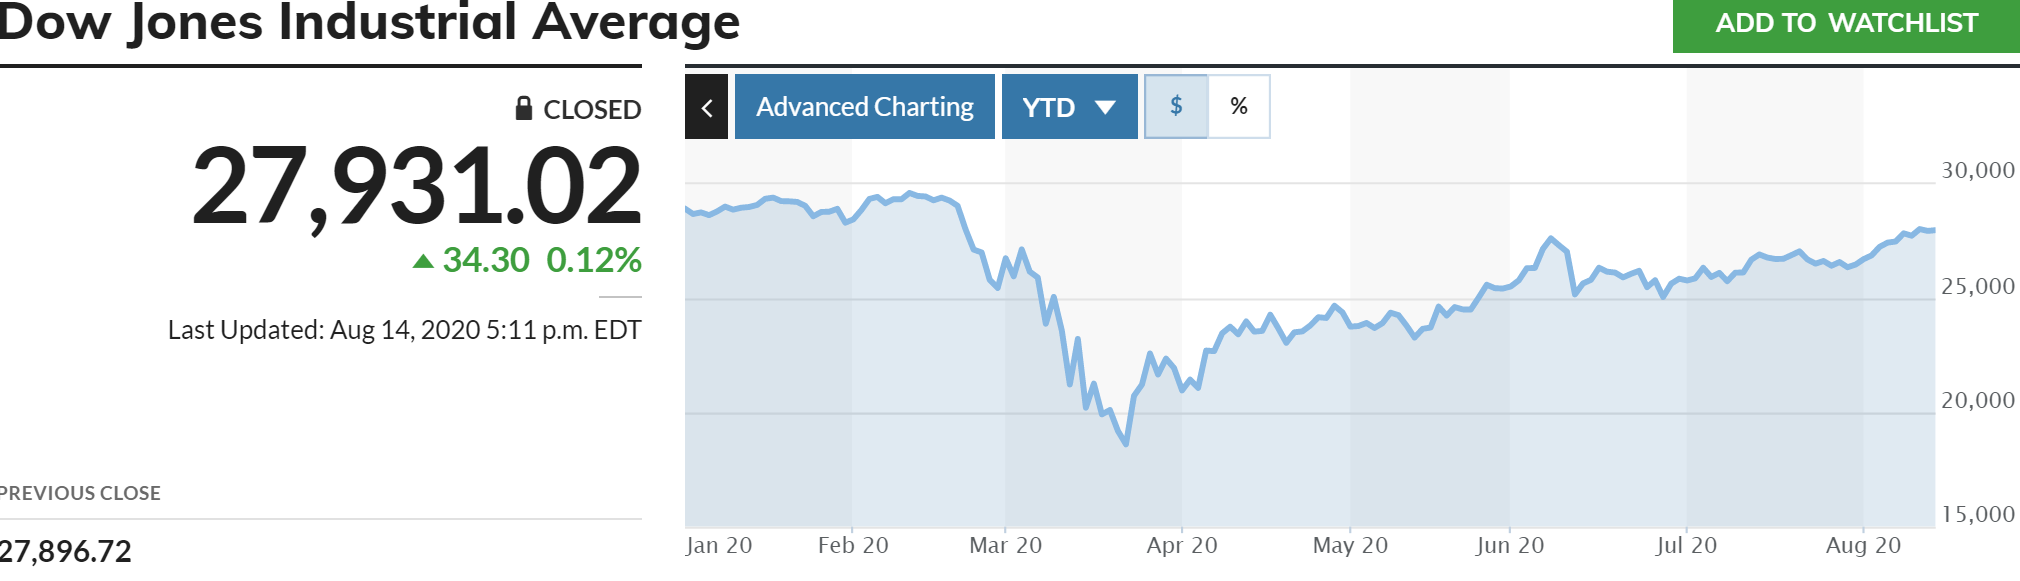 Dow Jones Industrial Average
ADD TO WATCHLIST
CLOSED
27,931.02
34.30 0.12%
Last Updated: Aug 14, 2020 5:11 p.m. EDT
PREVIOUS CLOSE
27,896.72
< Advanced Charting YTD $ %
30,000
25,000
20,000
15,000
Jan 20 Feb 20 Mar 20 Apr 20 May 20 Jun 20 Jul 20 Aug 20